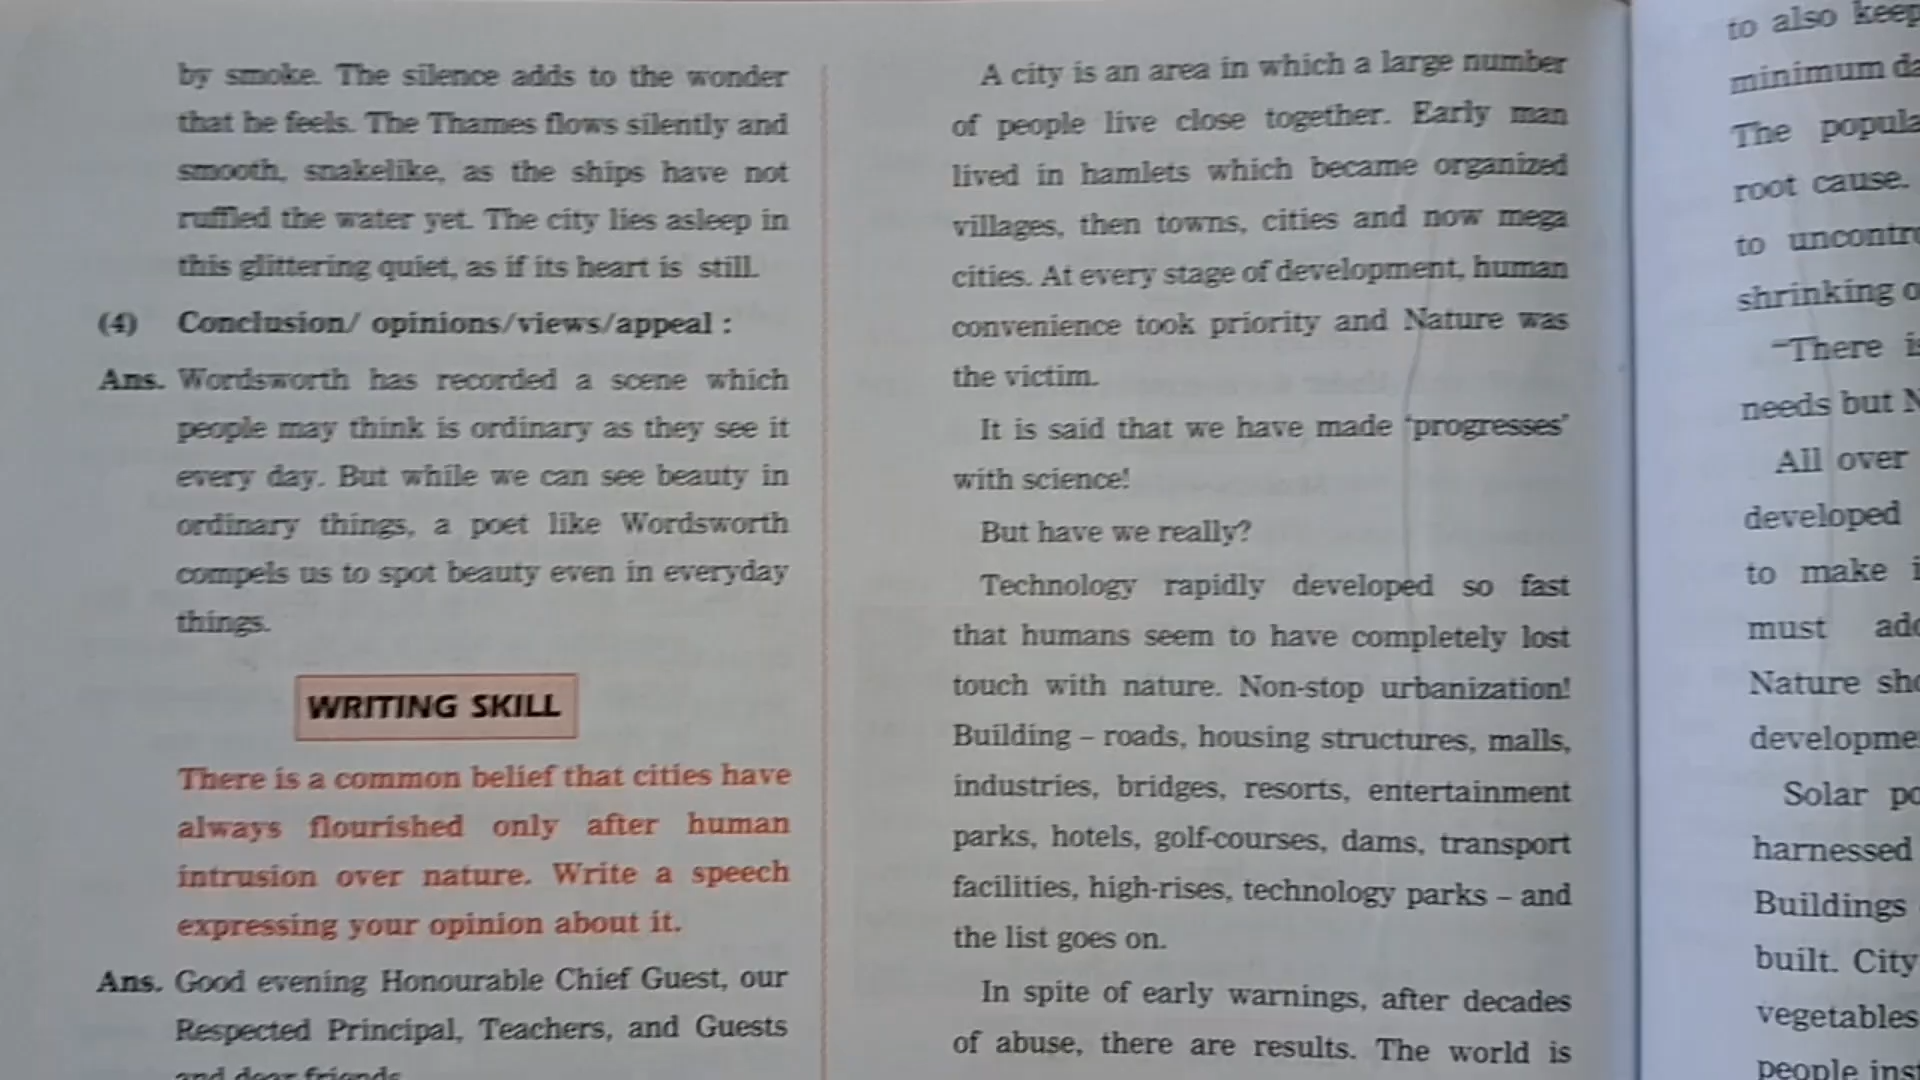 by smoke. The silence adds to the wonder
that he feels. The Thames flows silently and
smooth, snakelike, as the ships have not
ruffled the water yet. The city lies asleep in
this glittering quiet, as if its heart is still.
(4) Conclusion/ opinions/views/appeal :
Ans. Wordsworth has recorded a scene which
people may think is ordinary as they see it
every day. But while we can see beauty in
ordinary things, a poet like Wordsworth
compels us to spot beauty even in everyday
things.
WRITING SKILL
There is a common belief that cities have
always flourished only after human
intrusion over nature. Write a speech
expressing your opinion about it.
Ans. Good evening Honourable Chief Guest, our
Respected Principal, Teachers, and Guests
and dear friends
A city is an area in which a large number
of people live close together. Early man
lived in hamlets which became organized
villages, then towns, cities and now mega
cities. At every stage of development, human
convenience took priority and Nature was
the victim.
It is said that we have made 'progresses'
with science!
But have we really?
Technology rapidly developed so fast
that humans seem to have completely lost
touch with nature. Non-stop urbanization!
Building – roads, housing structures, malls,
industries, bridges, resorts, entertainment
parks, hotels, golf-courses, dams, transport
facilities, high-rises, technology parks – and
the list goes on.
In spite of early warnings, after decades
of abuse, there are results. The world is
to also keep
minimum
The
root cause.
to
shrinking
"There
needs but
All over
developed
to make
must
Nature

Solar
harnessed
Buildings
built. City
vegetables
people